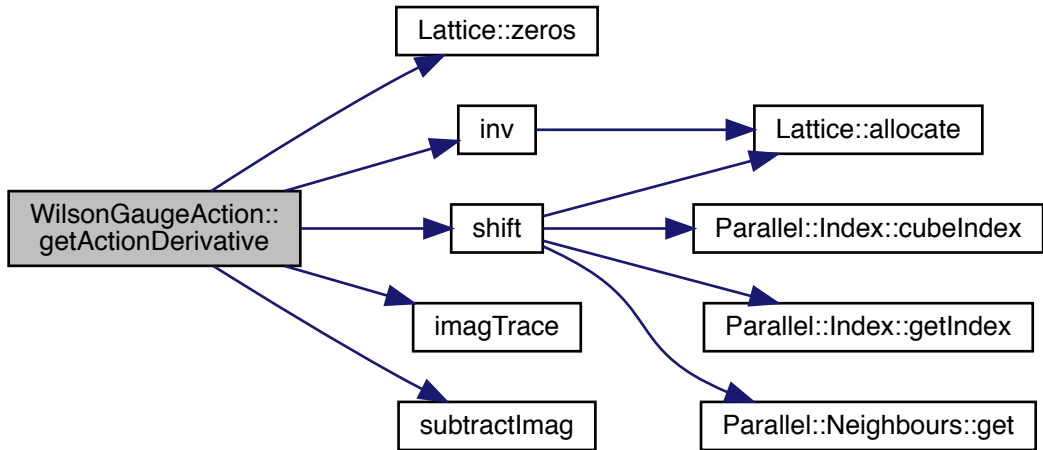 Lattice::zeros
inv
Lattice::allocate
WilsonGaugeAction::
getActionDerivative
shift
Parallel::Index::cubeIndex
imagTrace
Parallel::Index::getIndex
subtractImag
Parallel::Neighbours::get